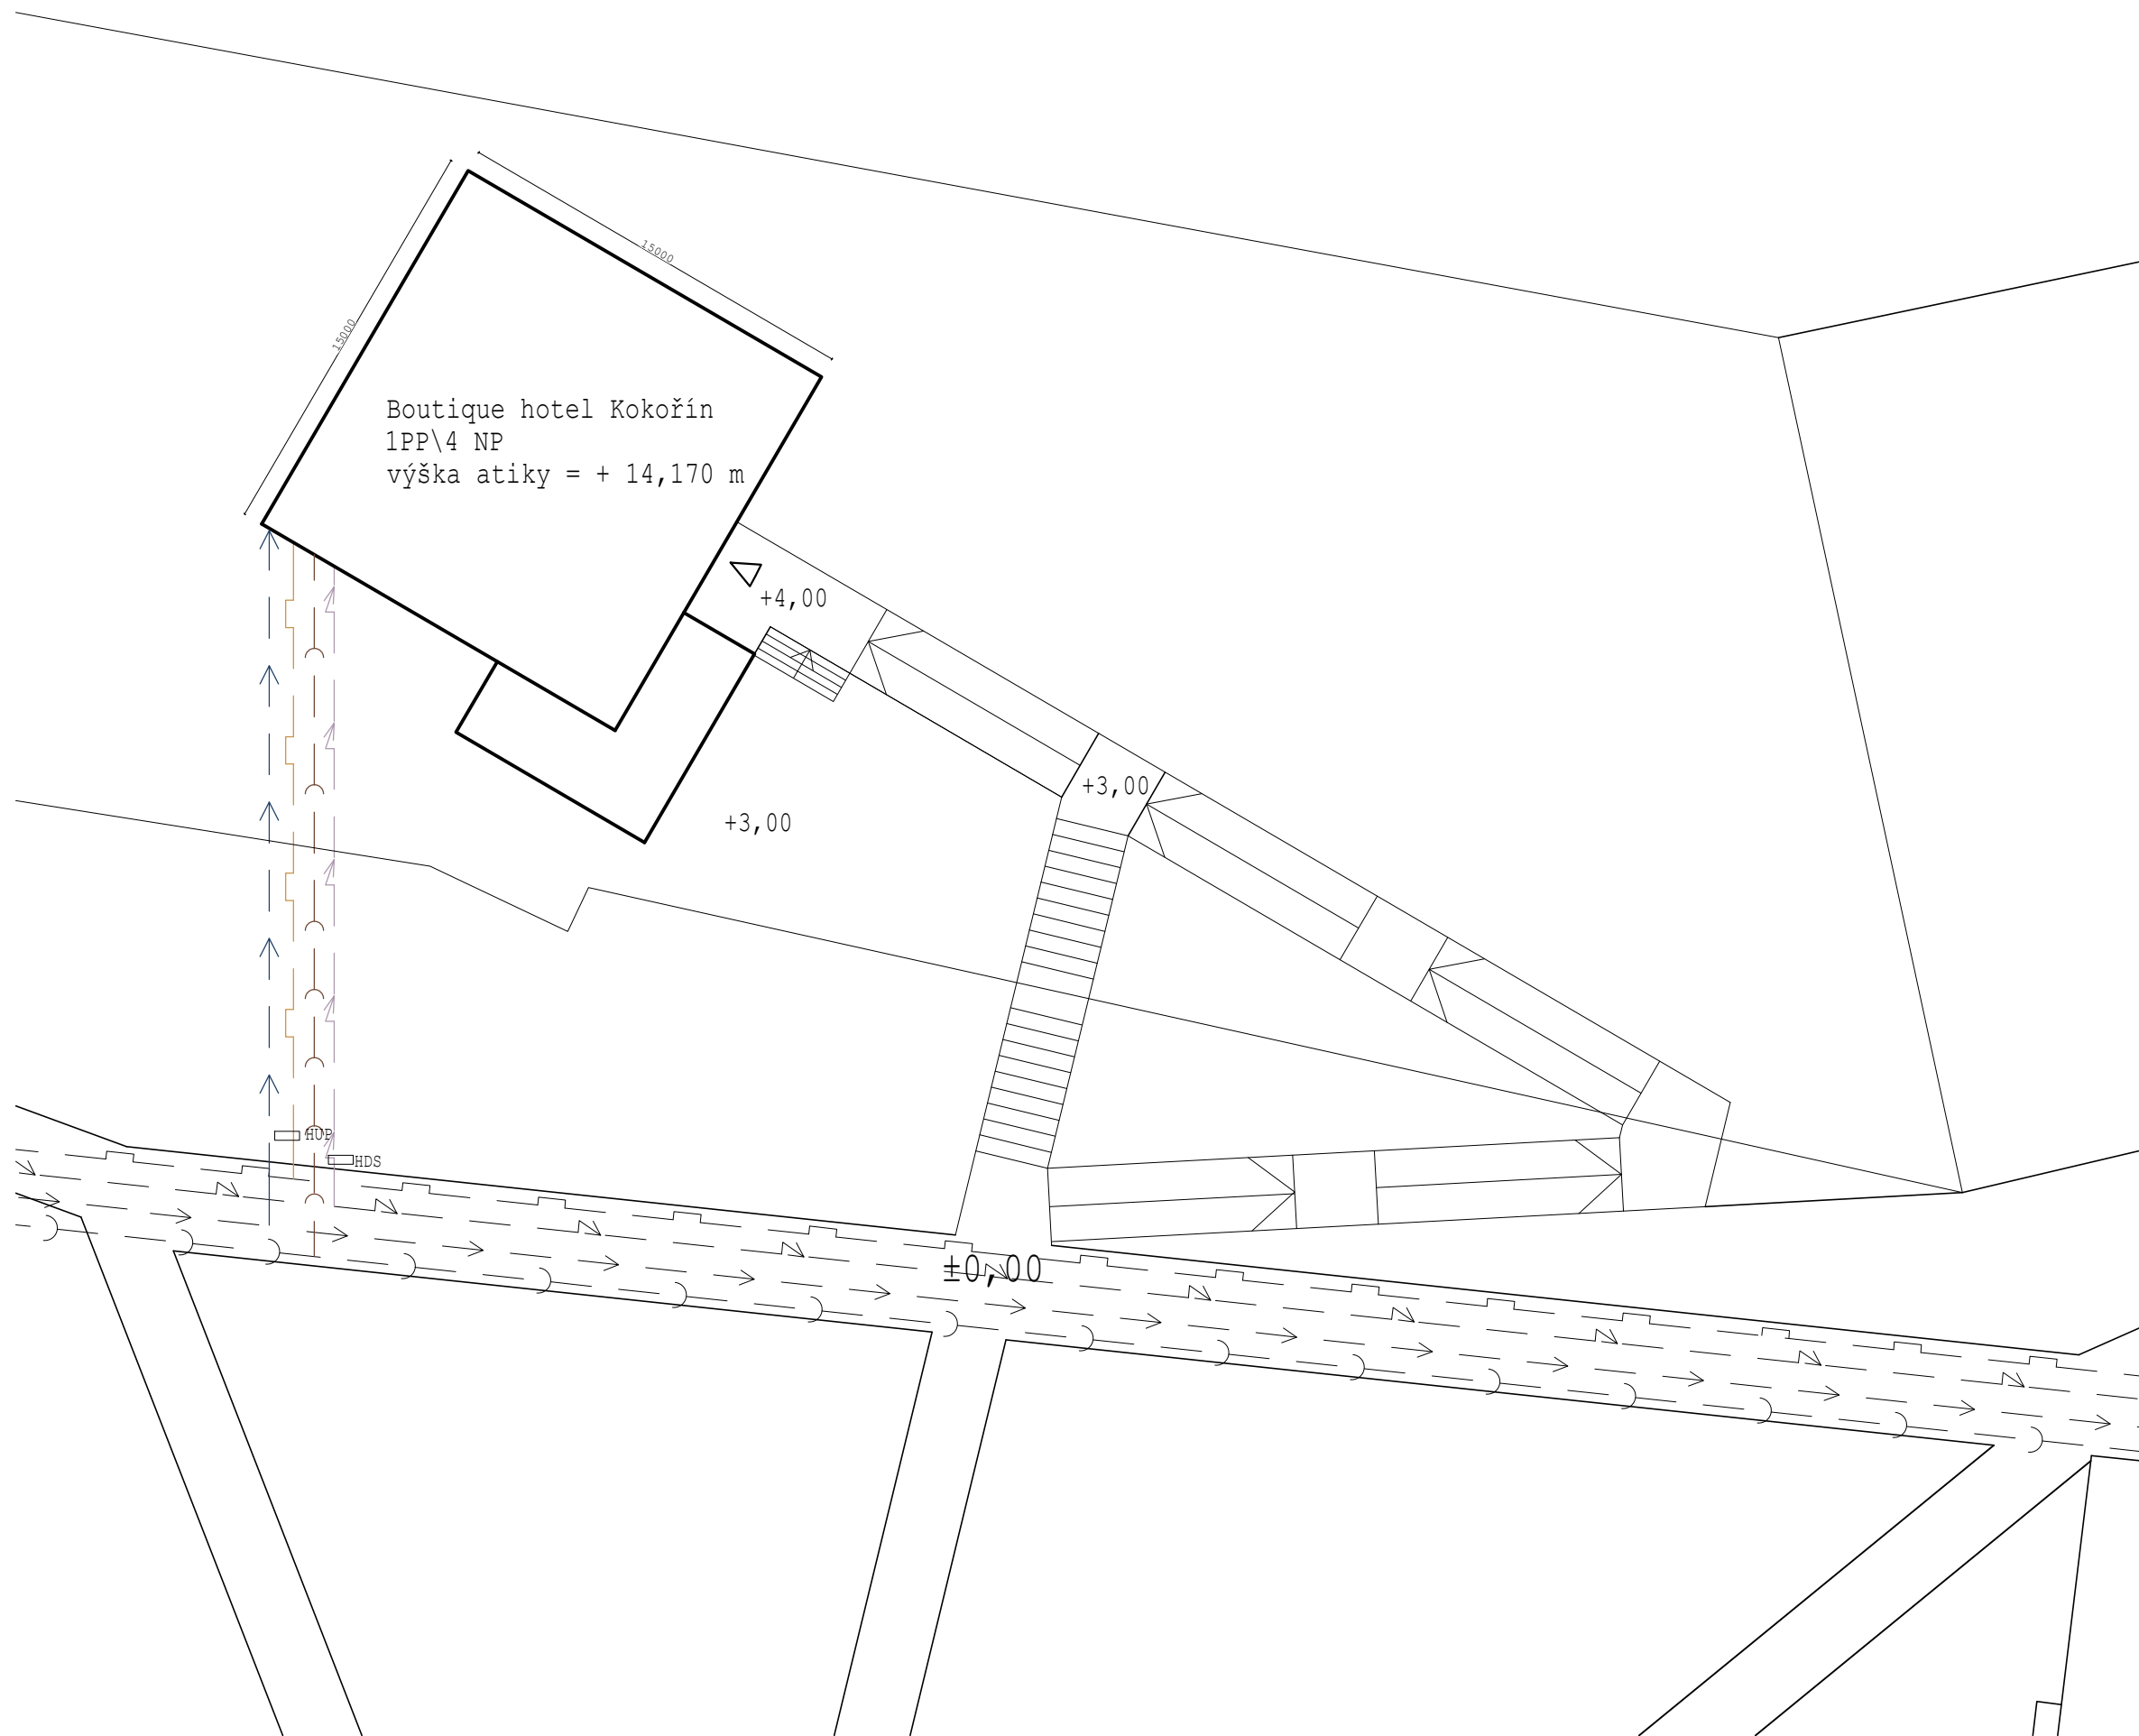 15000
15000
Boutique hotel Kokořín
1PP\4 NP
výška atiky = + 14,170 m
+4,00
+3,00
+3,00
HUP
HDS
±0,00